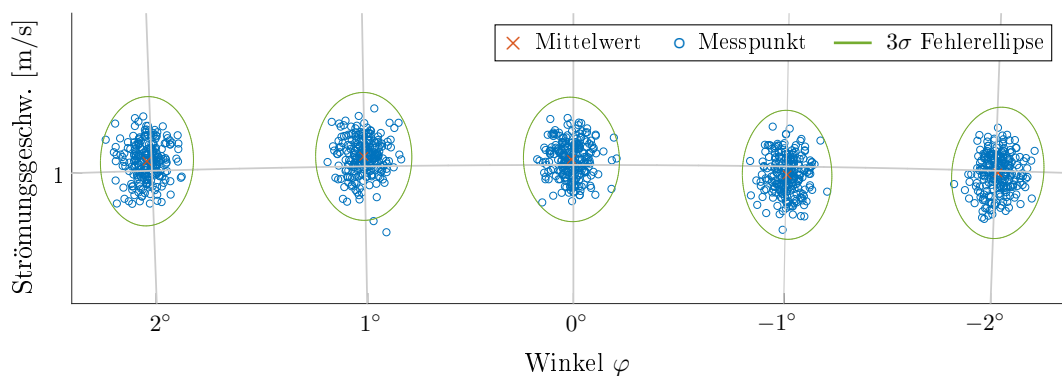 Mittelwert Messpunkt 3σ Fehlerellipse
Strömungsgeschw. [m/s]
1
2° 1° 0° −1° −2°
Winkel φ